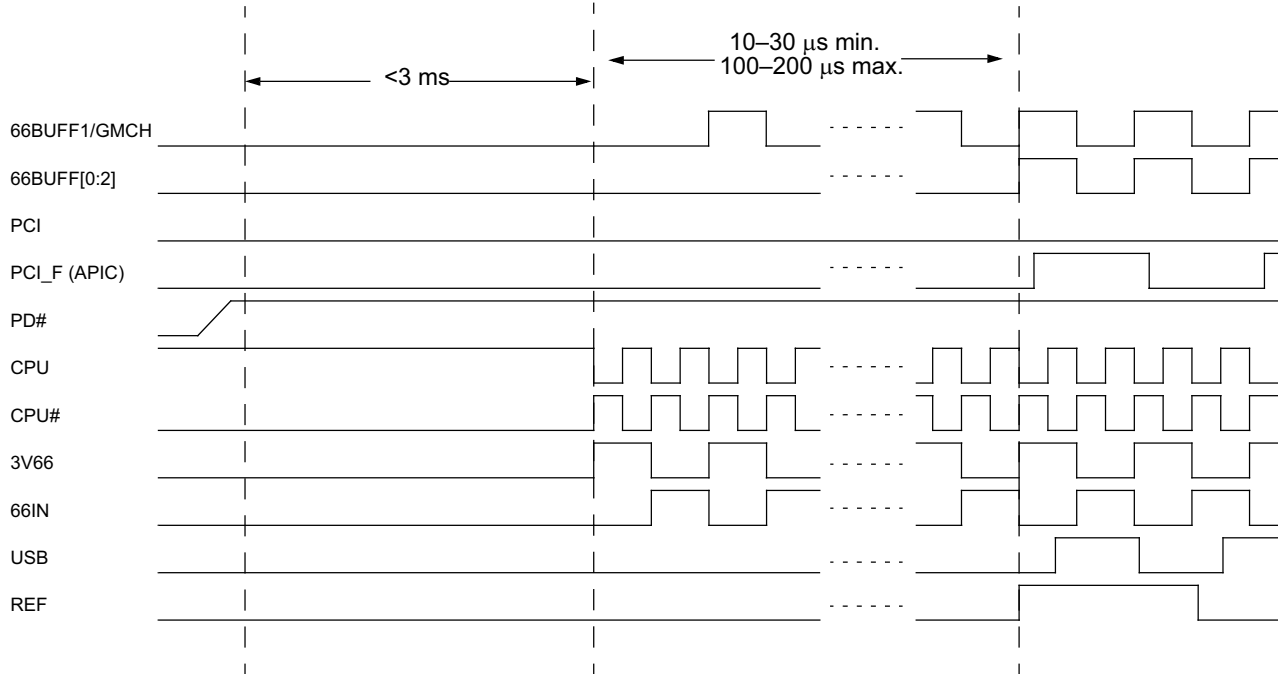 <3 ms
10–30 μs min.
100–200 μs max.
66BUFF1/GMCH
66BUFF[0:2]
PCI
PCI_F (APIC)
PD#
CPU
CPU#
3V66
66IN
USB
REF